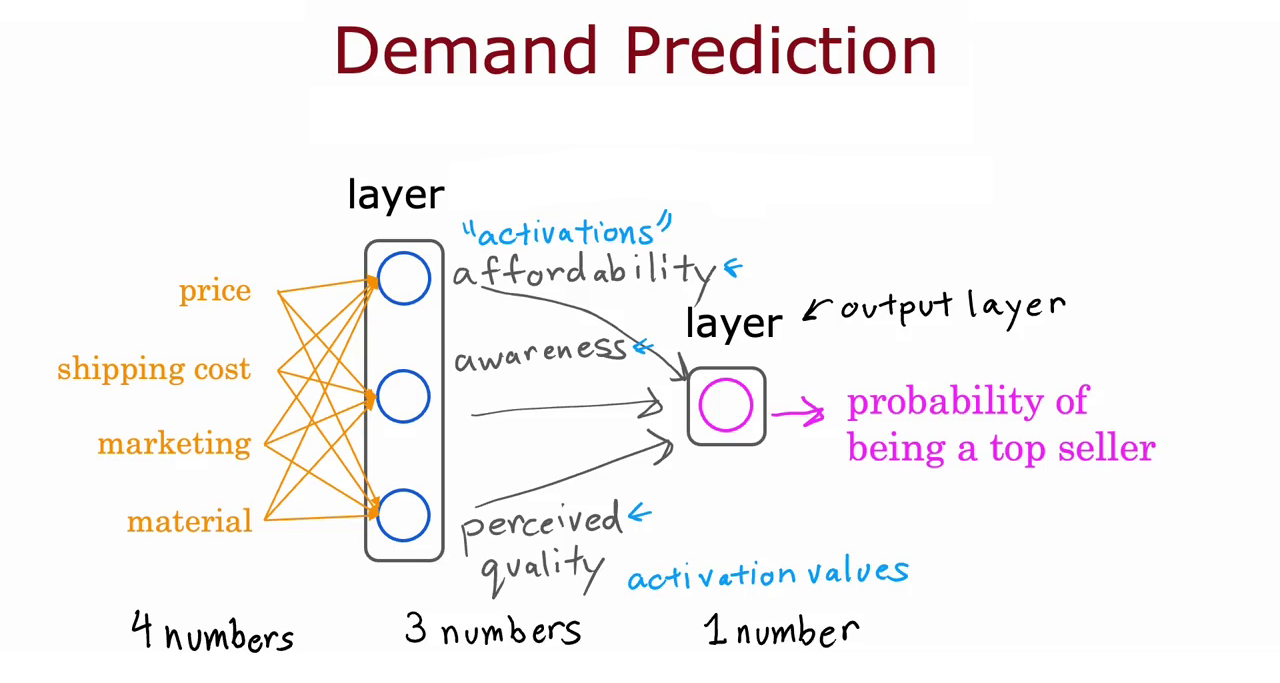 Demand Prediction
layer
"activations"
affordability
price
layer
output layer
awareness
shipping cost
probability of
being a top seller
marketing
material
perceived
quality
activation values
4 numbers
3 numbers
1 number